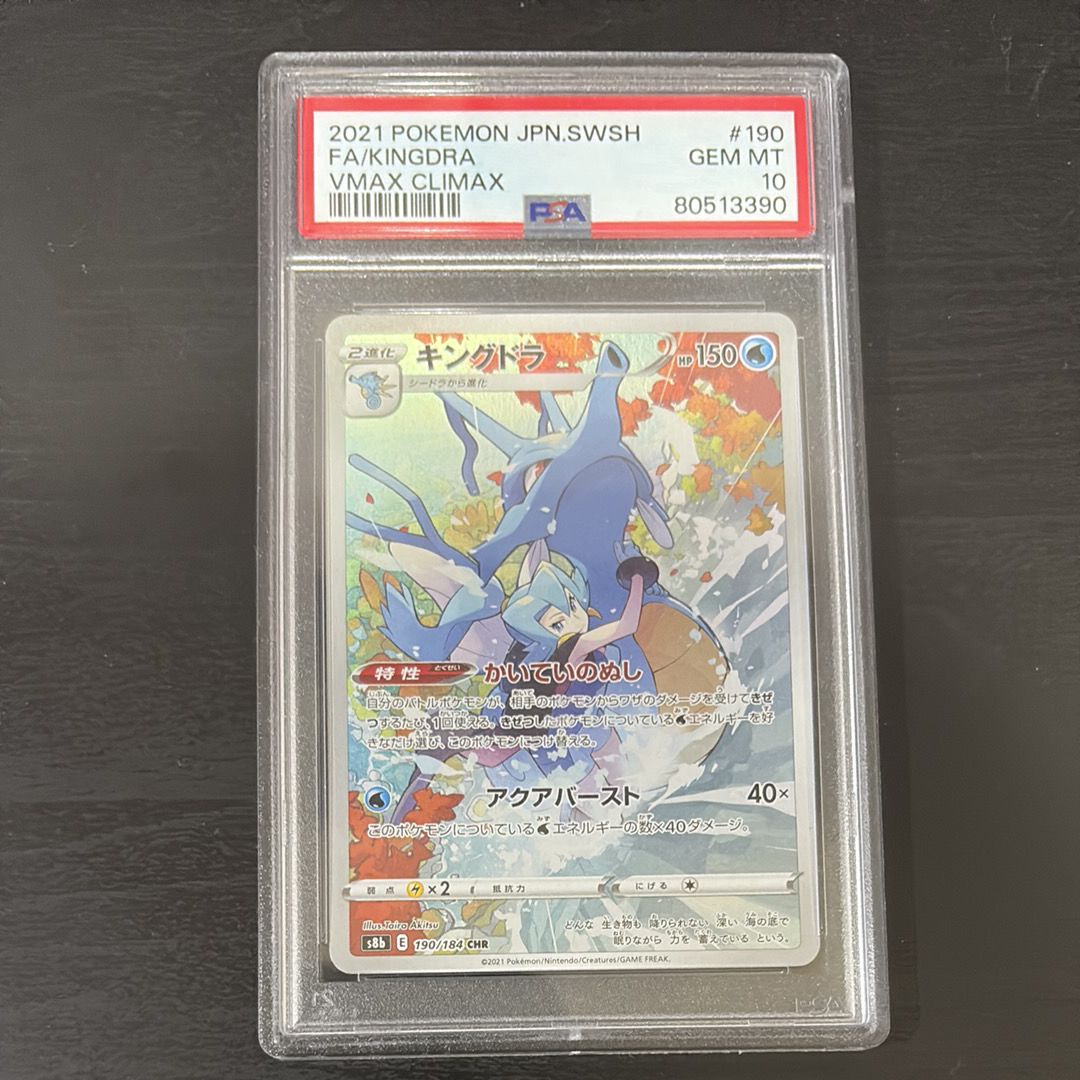 2021 POKEMON JPN.SWSH #190
FA/KINGDRA GEM MT
VMAX CLIMAX 10
PSA 80513390
2進化 キングドラ HP150
シードラから進化
特性 とくせい かいていのぬし
自分のバトルポケモンが、相手のポケモンからワザのダメージを受けてきぜ
つするたび、1回使える。きぜつしたポケモンについているエネルギーを好
きなだけ選び、このポケモンにつけ替える。
アクアバースト 40×
このポケモンについているエネルギーの数×40ダメージ。
弱点 ×2 抵抗力 にげる
Illus. Taira Akitsu
どんな 生き物も 降りられない 深い 海の底で
眠りながら 力を 蓄えている という。
s8b E 190/184 CHR
©2021 Pokémon/Nintendo/Creatures/GAME FREAK.